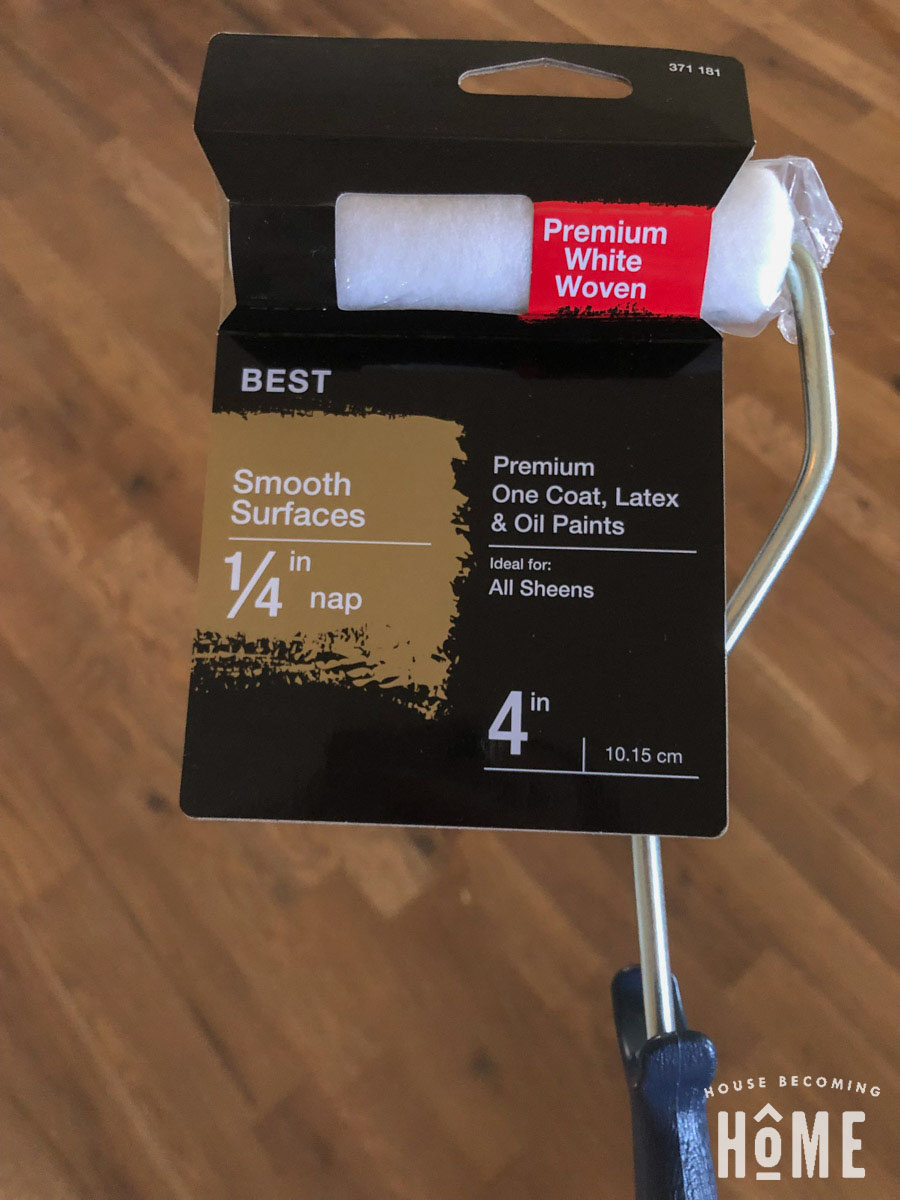 371 181
Premium
White
Woven
BEST
Smooth
Surfaces
1/4 in
nap
Premium
One Coat, Latex
& Oil Paints
Ideal for:
All Sheens
4 in
10.15 cm
HOUSE BECOMING
HôME